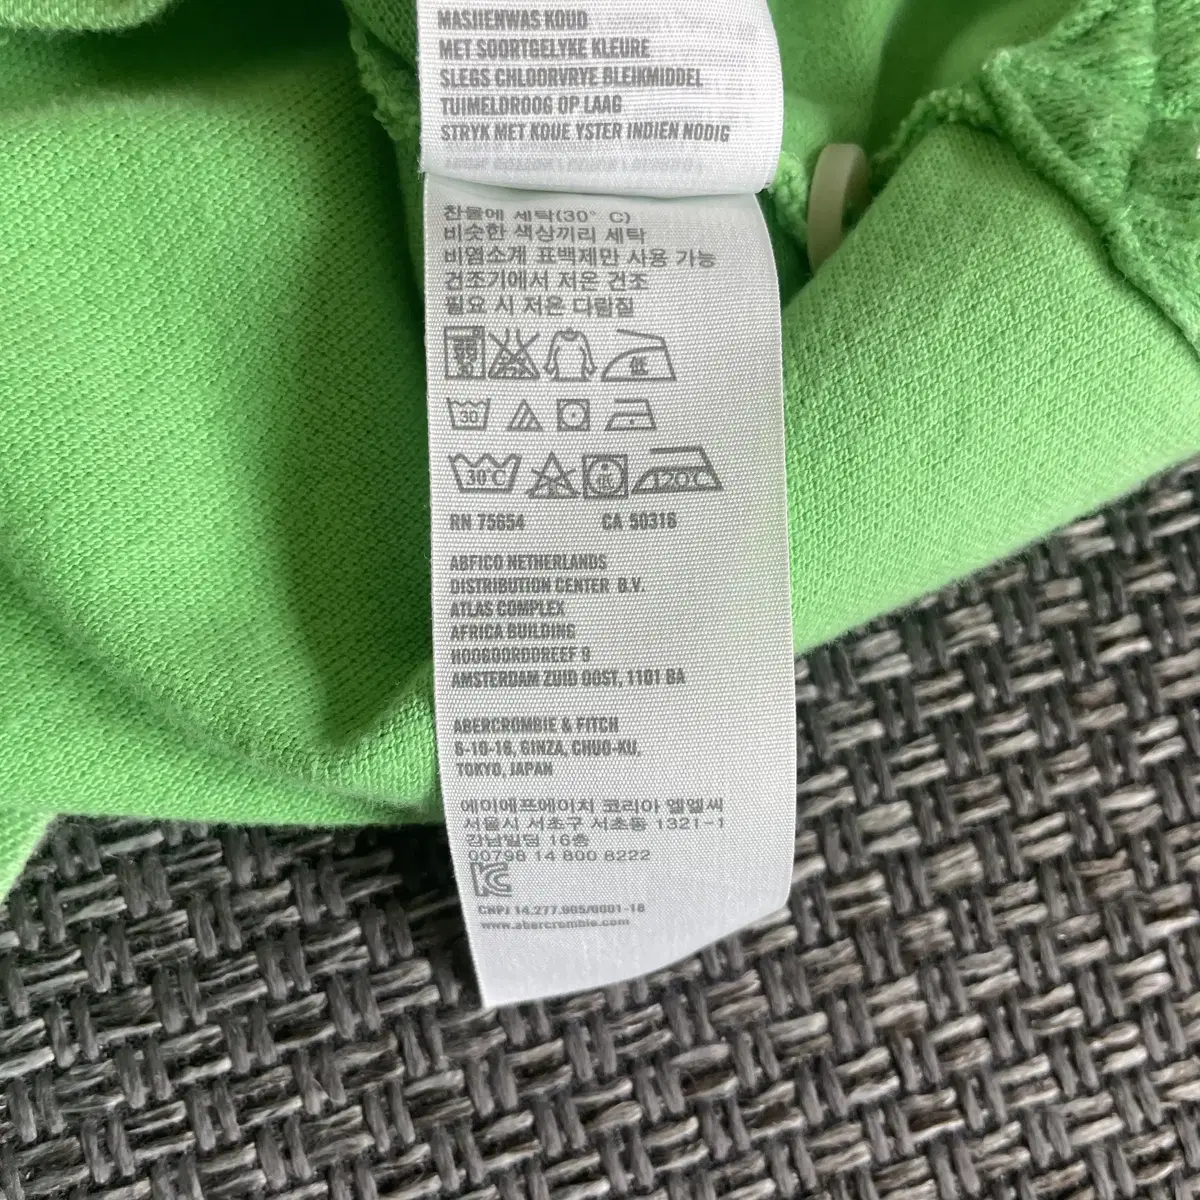 MASJIENWAS KOUD
MET SOORTGELYKE KLEURE
SLEGS CHLOORVRYE BLEIKMIDDEL
TUIMELDROOG OP LAAG
STRYK MET KOUE YSTER INDIEN NODIG
찬물에 세탁(30° C)
비슷한 색상끼리 세탁
비염소계 표백제만 사용 가능
건조기에서 저온 건조
필요 시 저온 다림질
30 低
30
30℃ 低 120℃
RN 75654 CA 50316
ABFICO NETHERLANDS
DISTRIBUTION CENTER B.V.
ATLAS COMPLEX
AFRICA BUILDING
HOOGOORDDREEF 9
AMSTERDAM ZUID OOST, 1101 BA
ABERCROMBIE & FITCH
6-10-16, GINZA, CHUO-KU,
TOKYO, JAPAN
에이에프에이치 코리아 엘엘씨
서울시 서초구 서초동 1321-1
강남빌딩 16층
00798 14 800 8222
KC
CNPJ 14.277.905/0001-16
www.abercrombie.com